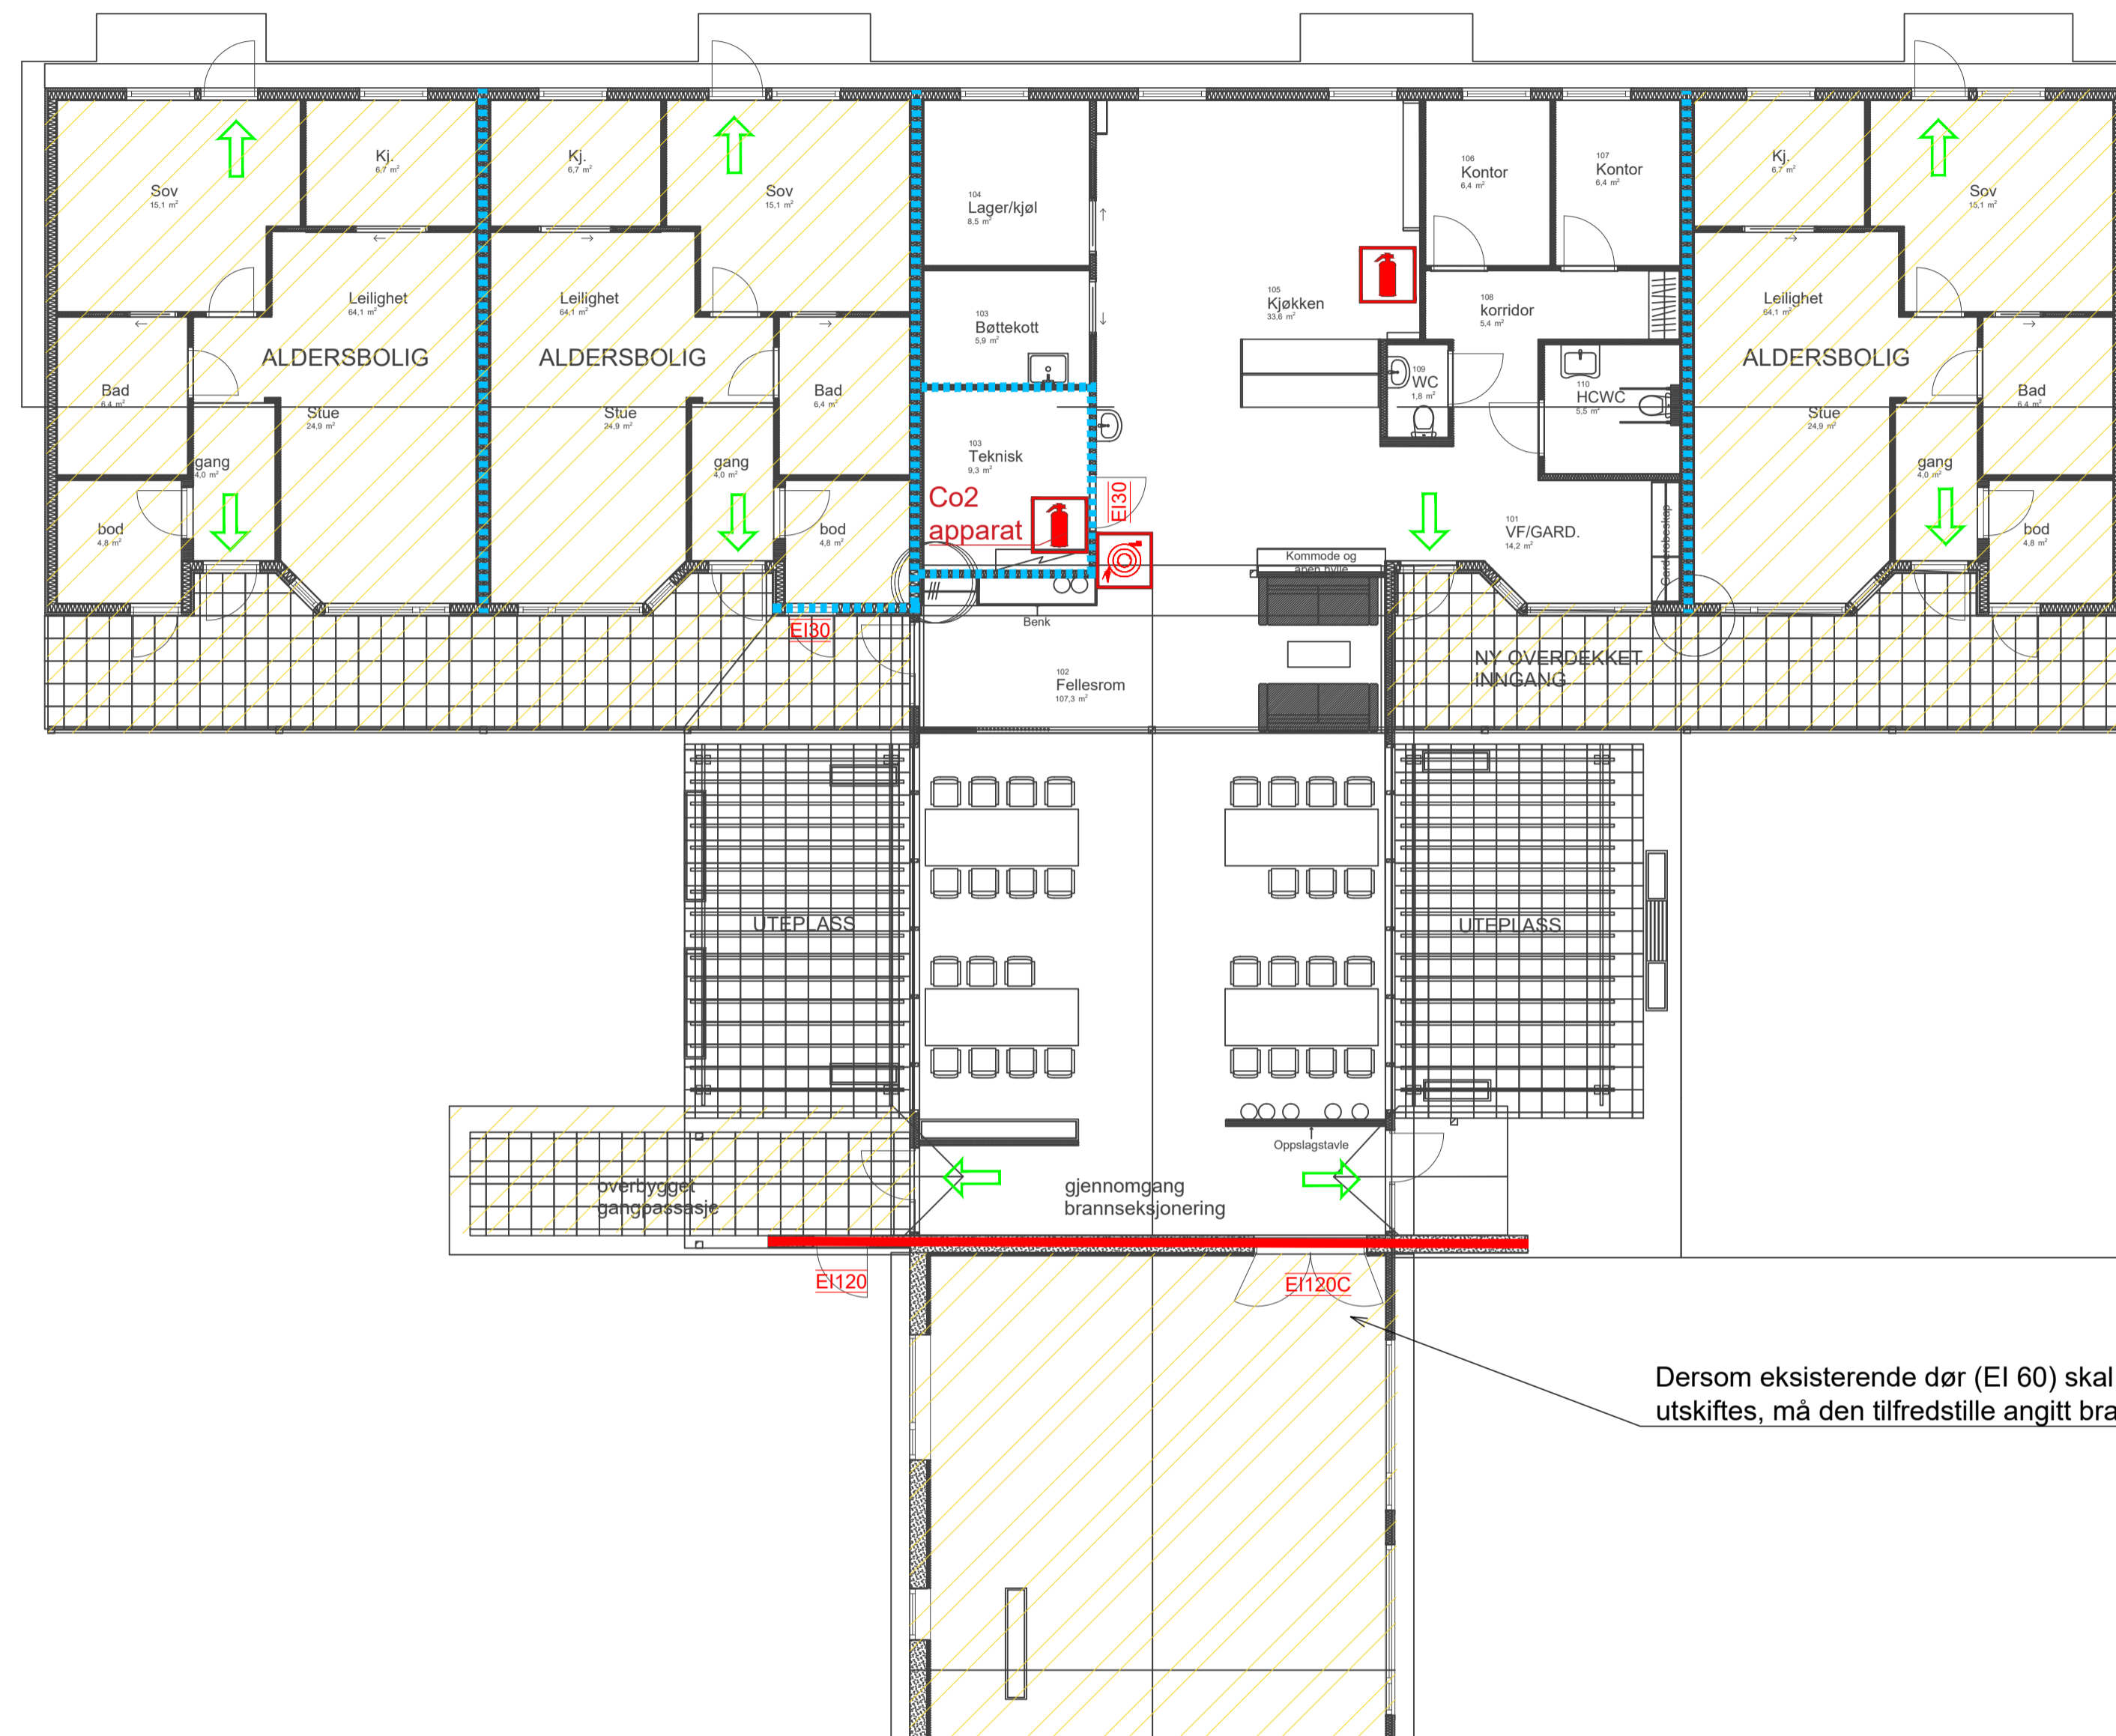 Sov
15,1 m²
Kj.
6,7 m²
Kj.
6,7 m²
Sov
15,1 m²
104
Lager/kjøl
8,5 m²
106
Kontor
6,4 m²
107
Kontor
6,4 m²
Kj.
6,7 m²
Sov
15,1 m²
Leilighet
64,1 m²
Leilighet
64,1 m²
103
Bøttekott
5,9 m²
105
Kjøkken
33,6 m²
108
korridor
5,4 m²
Leilighet
64,1 m²
ALDERSBOLIG
ALDERSBOLIG
ALDERSBOLIG
Bad
6,4 m²
Stue
24,9 m²
Stue
24,9 m²
Bad
6,4 m²
109
WC
1,8 m²
110
HCWC
5,5 m²
Stue
24,9 m²
Bad
6,4 m²
gang
4,0 m²
gang
4,0 m²
103
Teknisk
9,3 m²
gang
4,0 m²
Co2
apparat
EI30
bod
4,8 m²
bod
4,8 m²
101
VF/GARD.
14,2 m²
Garderobeskap
bod
4,8 m²
Kommode og
åpen hylle
Benk
EI30
102
Fellesrom
107,3 m²
NY OVERDEKKET
INNGANG
UTEPLASS
UTEPLASS
Oppslagstavle
overbygget
gangpassasje
gjennomgang
brannseksjonering
EI120
EI120C
Dersom eksisterende dør (EI 60) skal
utskiftes, må den tilfredstille angitt bra